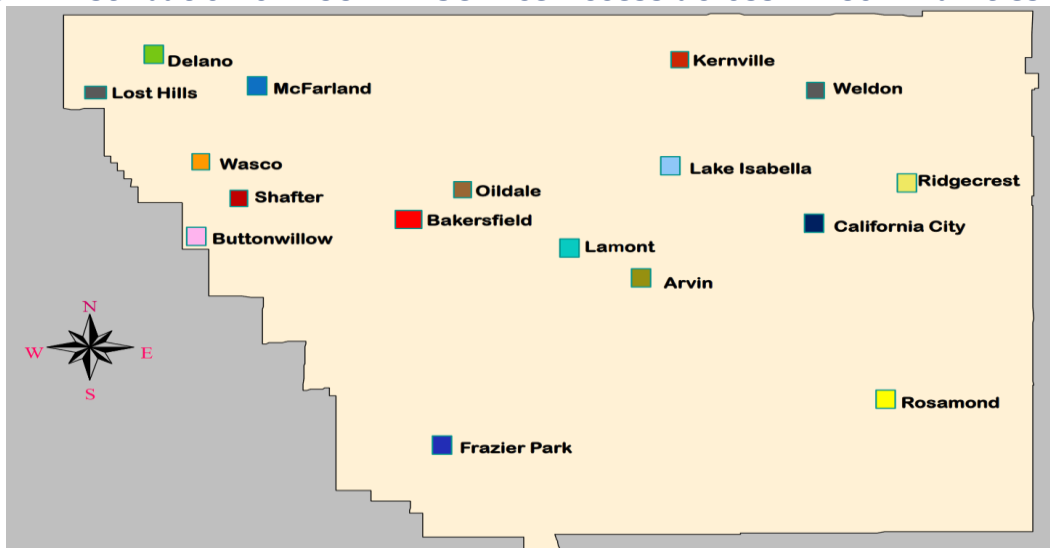 Delano
Kernville
McFarland
Weldon
Lost Hills
Wasco
Lake Isabella
Ridgecrest
Shafter
Oildale
Bakersfield
California City
Buttonwillow
Lamont
Arvin
N
W
E
S
Rosamond
Frazier Park